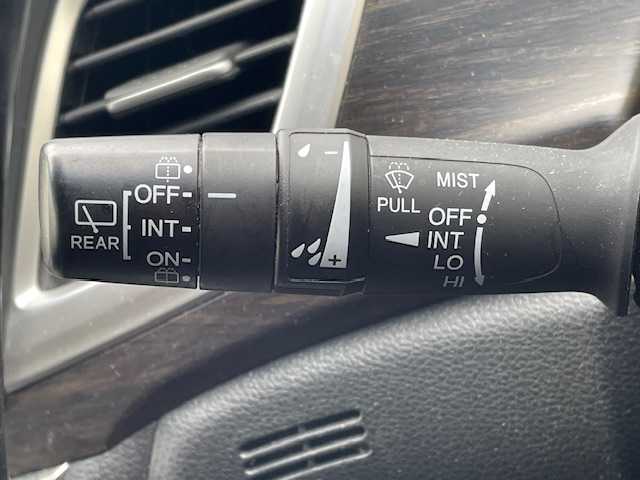 OFF
INT
ON
REAR
-
+
PULL
MIST
OFF
INT
LO
HI